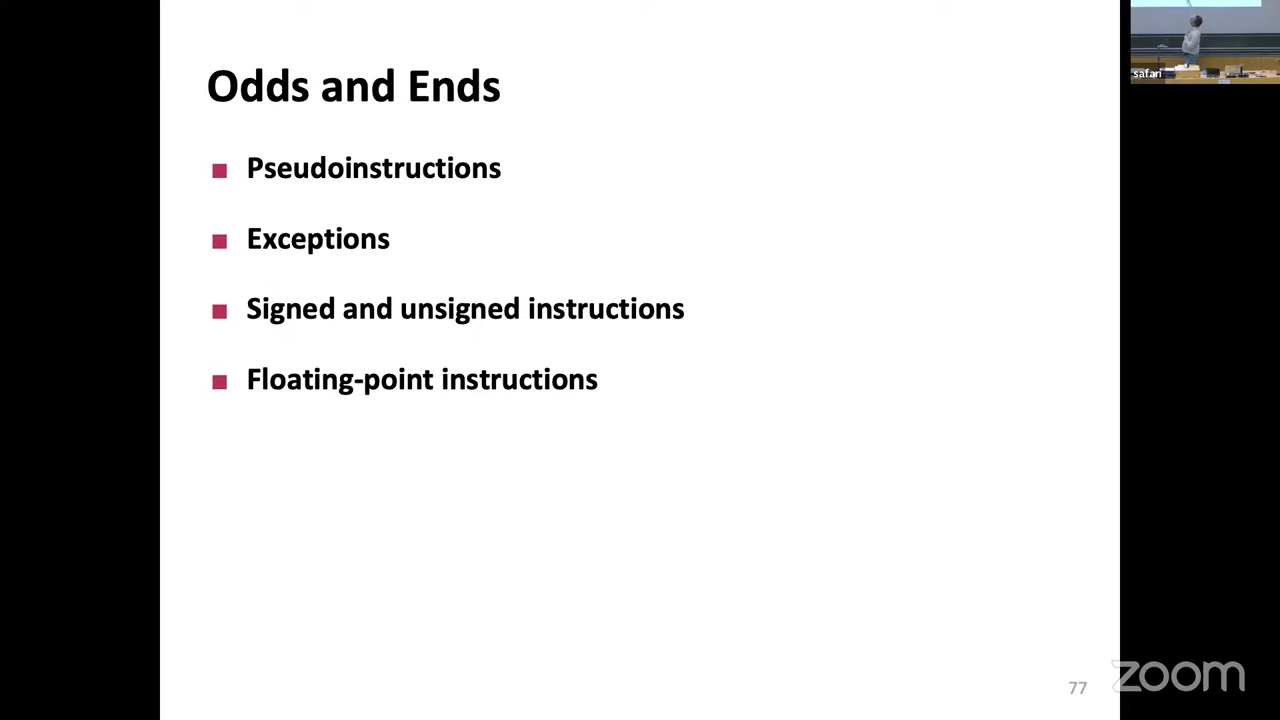 Odds and Ends
Pseudoinstructions
Exceptions
Signed and unsigned instructions
Floating-point instructions
safari
77
zoom